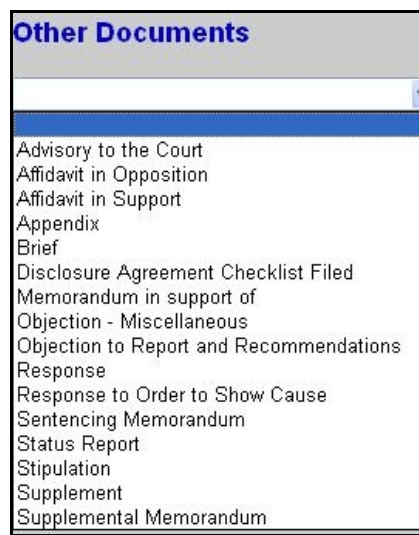 Other Documents
Advisory to the Court
Affidavit in Opposition
Affidavit in Support
Appendix
Brief
Disclosure Agreement Checklist Filed
Memorandum in support of
Objection - Miscellaneous
Objection to Report and Recommendations
Response
Response to Order to Show Cause
Sentencing Memorandum
Status Report
Stipulation
Supplement
Supplemental Memorandum